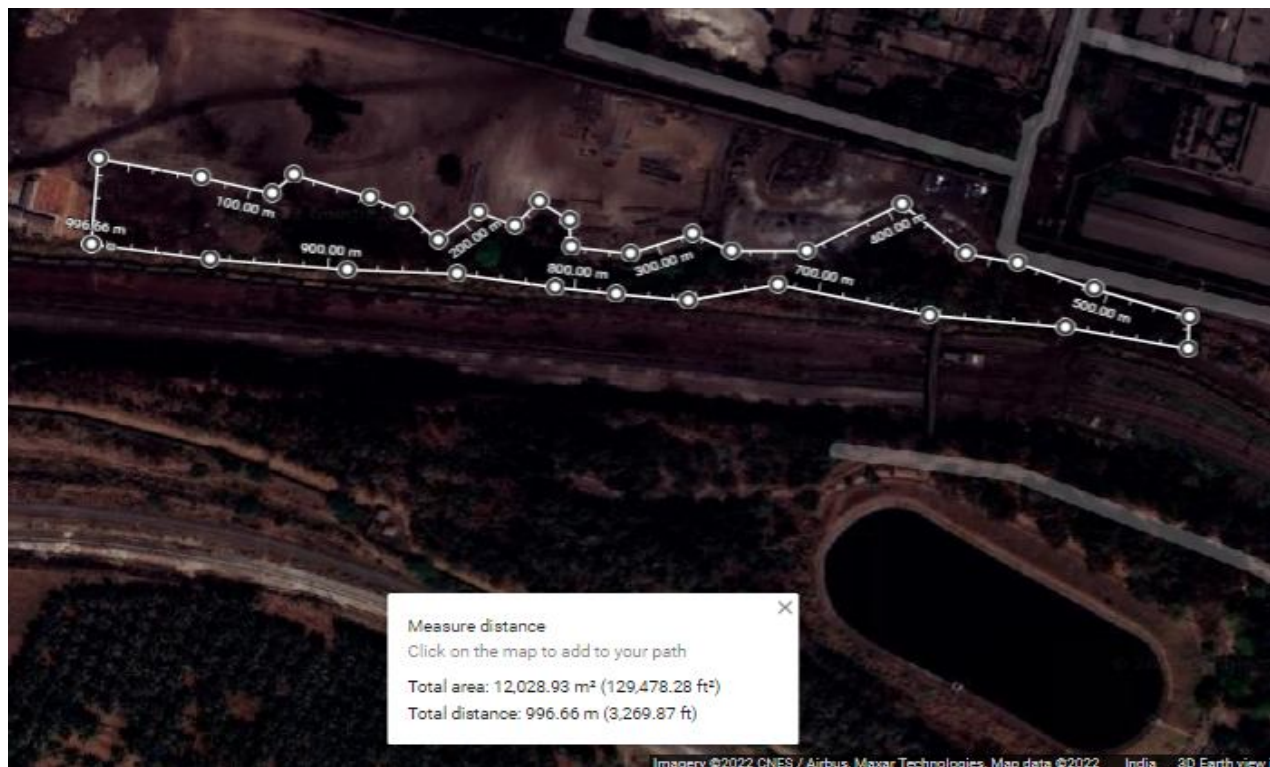 996.66 m
100.00 m
200.00 m
900.00 m
800.00 m
300.00 m
700.00 m
400.00 m
500.00 m
Measure distance
Click on the map to add to your path
Total area: 12,028.93 m² (129,478.28 ft²)
Total distance: 996.66 m (3,269.87 ft)
Imagery ©2022 CNES / Airbus, Maxar Technologies, Map data ©2022 India 3D Earth view